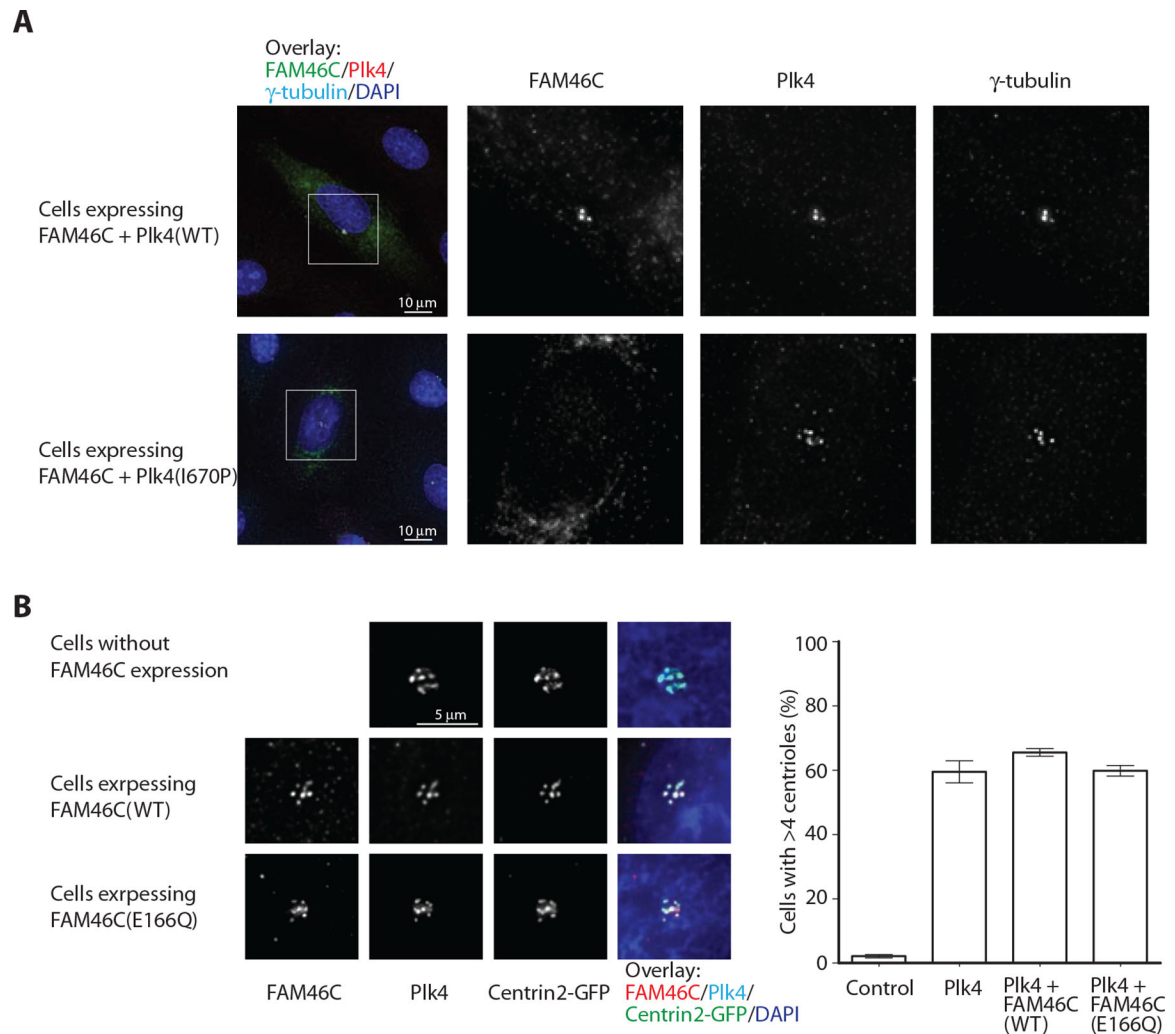 A
Overlay:
FAM46C/Plk4/
γ-tubulin/DAPI
FAM46C
Plk4
γ-tubulin
Cells expressing
FAM46C + Plk4(WT)
10 µm
Cells expressing
FAM46C + Plk4(I670P)
10 µm
B
Cells without
FAM46C expression
5 µm
Cells exrpessing
FAM46C(WT)
Cells exrpessing
FAM46C(E166Q)
FAM46C
Plk4
Centrin2-GFP
Overlay:
FAM46C/Plk4/
Centrin2-GFP/DAPI
Cells with >4 centrioles (%)
100
80
60
40
20
0
Control
Plk4
Plk4 +
FAM46C
(WT)
Plk4 +
FAM46C
(E166Q)